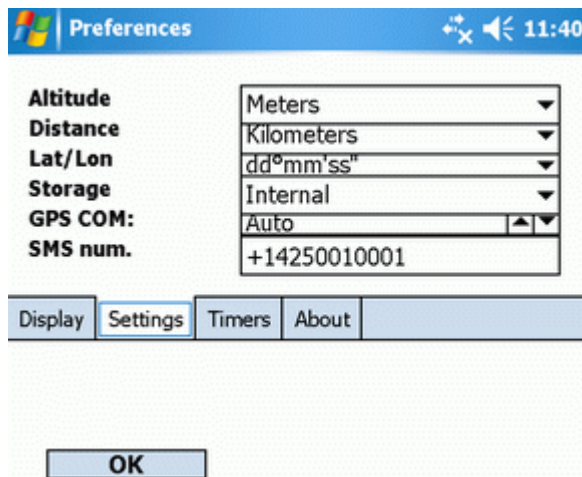 Preferences 11:40
Altitude Meters
Distance Kilometers
Lat/Lon dd°mm'ss"
Storage Internal
GPS COM: Auto
SMS num. +14250010001
Display Settings Timers About
OK